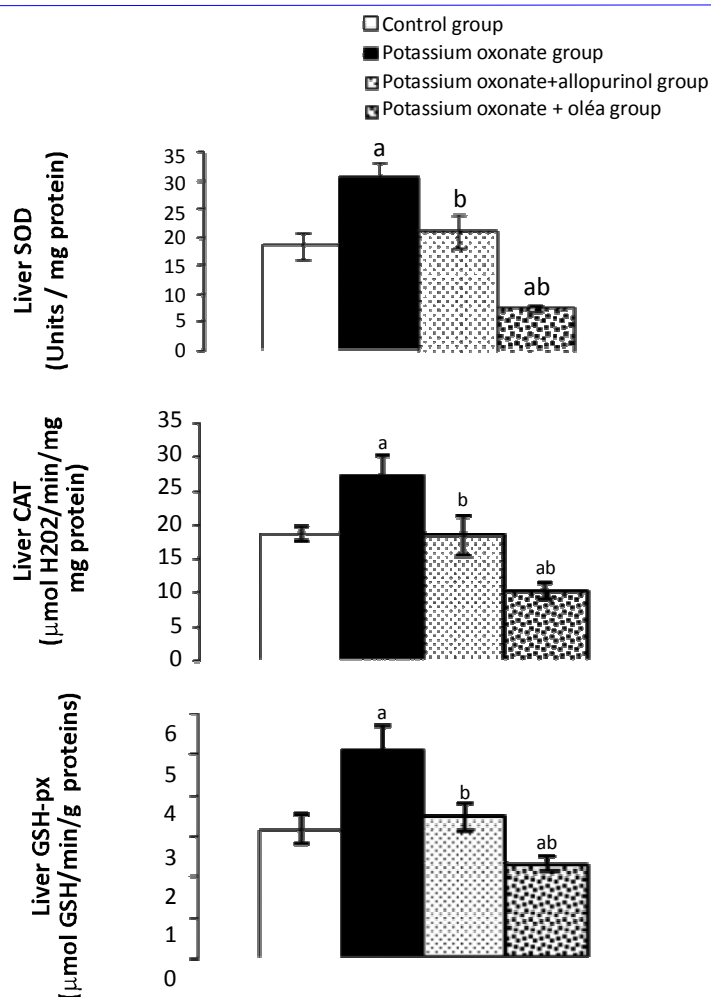 Control group
Potassium oxonate group
Potassium oxonate+allopurinol group
Potassium oxonate + oléa group
Liver SOD
(Units / mg protein)
35
30
25
20
15
10
5
0
a
b
ab
Liver CAT
(µmol H202/min/mg
mg protein)
35
30
25
20
15
10
5
0
a
b
ab
Liver GSH-px
(µmol GSH/min/g proteins)
6
5
4
3
2
1
0
a
b
ab